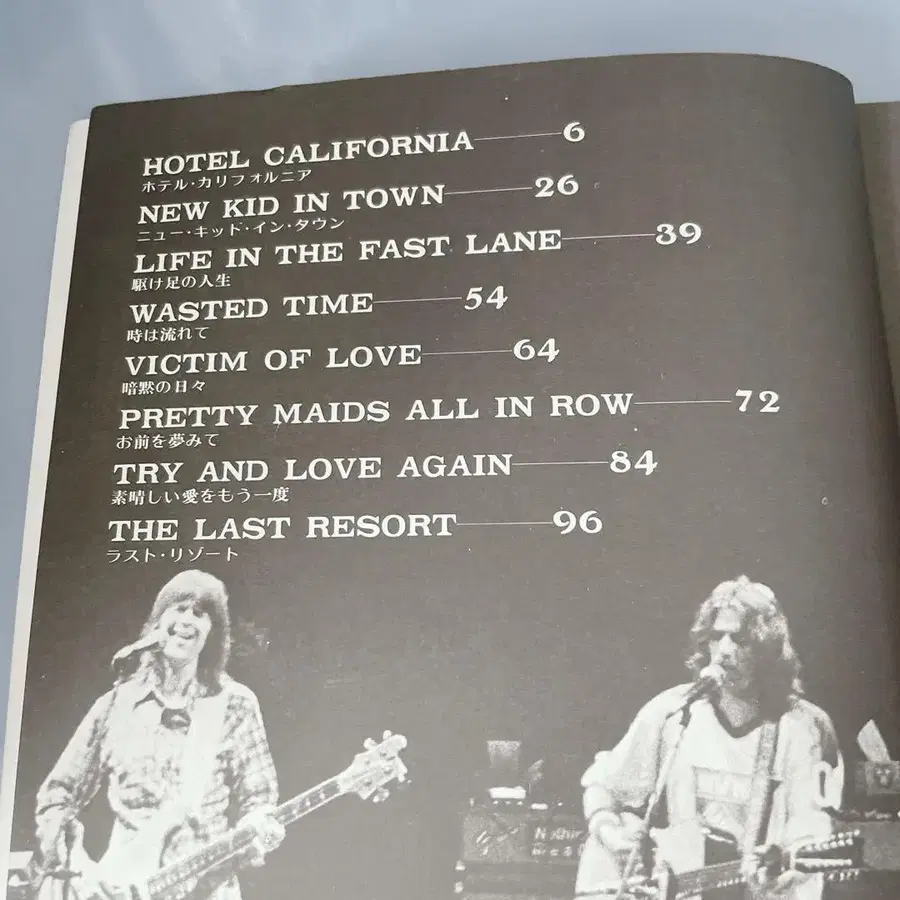 HOTEL CALIFORNIA 6
ホテル・カリフォルニア
NEW KID IN TOWN 26
ニュー・キッド・イン・タウン
LIFE IN THE FAST LANE 39
駆け足の人生
WASTED TIME 54
時は流れて
VICTIM OF LOVE 64
暗黙の日々
PRETTY MAIDS ALL IN ROW 72
お前を夢みて
TRY AND LOVE AGAIN 84
素晴しい愛をもう一度
THE LAST RESORT 96
ラスト・リゾート